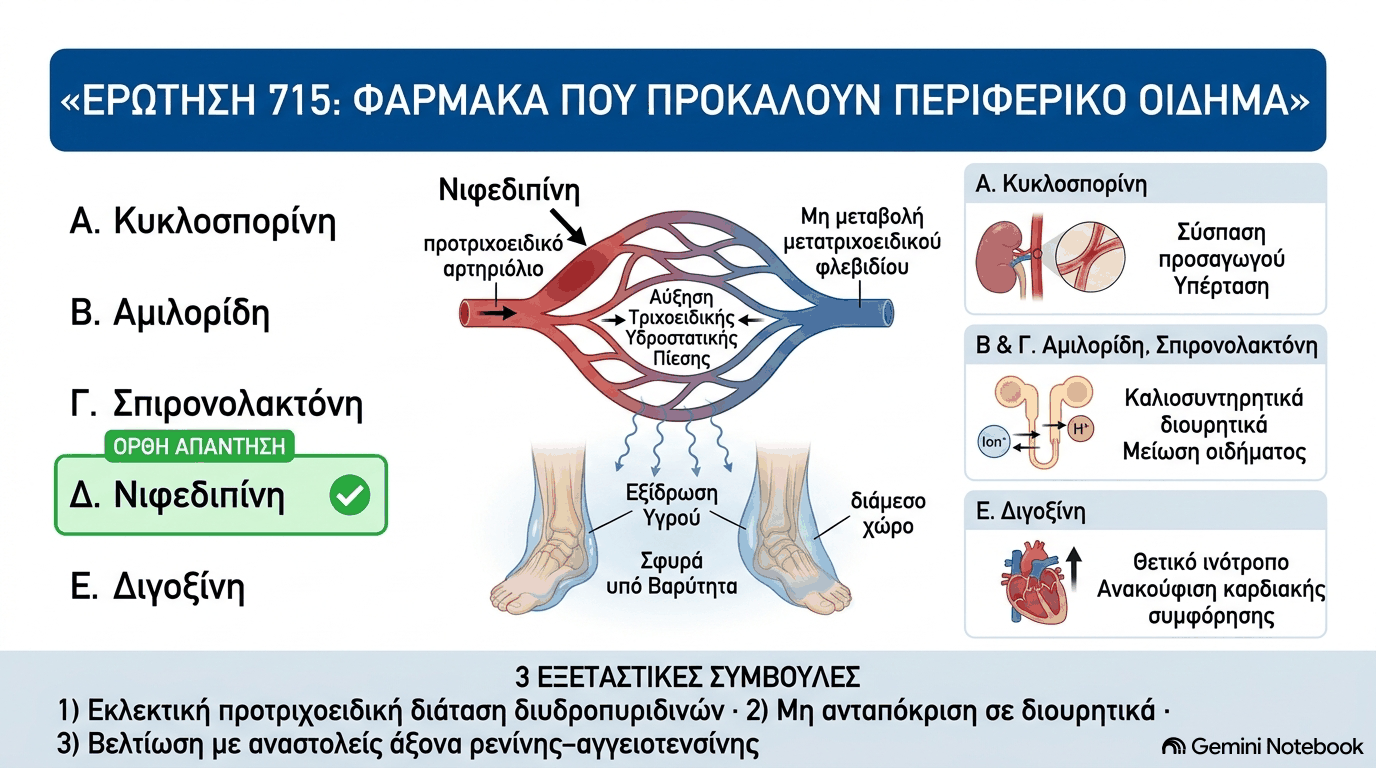 «ΕΡΩΤΗΣΗ 715: ΦΑΡΜΑΚΑ ΠΟΥ ΠΡΟΚΑΛΟΥΝ ΠΕΡΙΦΕΡΙΚΟ ΟΙΔΗΜΑ»
Α. Κυκλοσπορίνη
Β. Αμιλορίδη
Γ. Σπιρονολακτόνη
ΟΡΘΗ ΑΠΑΝΤΗΣΗ
Δ. Νιφεδιπίνη
Ε. Διγοξίνη
Νιφεδιπίνη
προτριχοειδικό
αρτηριόλιο
Μη μεταβολή
μετατριχοειδικού
φλεβιδίου
Αύξηση
Τριχοειδικής
Υδροστατικής
Πίεσης
Εξίδρωση
Υγρού
διάμεσο
χώρο
Σφυρά
υπό Βαρύτητα
Α. Κυκλοσπορίνη
Σύσπαση
προσαγωγού
Υπέρταση
Β & Γ. Αμιλορίδη, Σπιρονολακτόνη
Ion⁺
H⁺
Καλιοσυντηρητικά
διουρητικά
Μείωση οιδήματος
Ε. Διγοξίνη
Θετικό ινότροπο
Ανακούφιση καρδιακής
συμφόρησης
3 ΕΞΕΤΑΣΤΙΚΕΣ ΣΥΜΒΟΥΛΕΣ
1) Εκλεκτική προτριχοειδική διάταση διυδροπυριδινών · 2) Μη ανταπόκριση σε διουρητικά ·
3) Βελτίωση με αναστολείς άξονα ρενίνης–αγγειοτενσίνης
Gemini Notebook